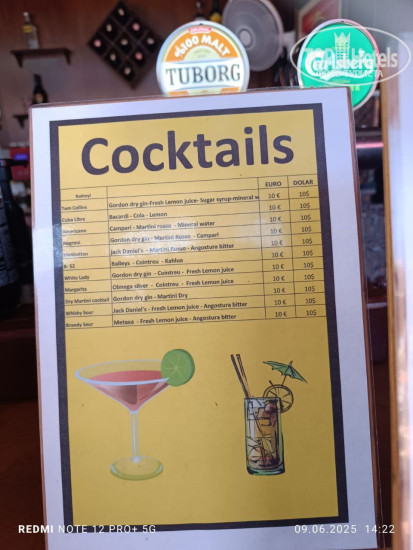 %100 MALT
TUBORG
Carlsberg
Cocktails
EURO DOLAR
Tom Collins Gordon dry gin-Fresh Lemon juice- Sugar syrup-mineral w 10 € 10$
Cuba Libre Bacardi - Cola - Lemon 10 € 10$
Americano Campari - Martini rosso - Mineral water 10 € 10$
Negroni Gordon dry gin - Martini Rosso - Campari 10 € 10$
Manhattan Jack Daniel's - Martini Rosso - Angostura bitter 10 € 10$
B- 52 Baileys - Cointreu - Kahlua 10 € 10$
White Lady Gordon dry gin - Cointreu - Fresh Lemon juice 10 € 10$
Margarita Olmega silver - Cointreu - Fresh Lemon juice 10 € 10$
Dry Martini cocktail Gordon dry gin - Martini Dry 10 € 10$
Whisky Sour Jack Daniel's - Fresh Lemon juice - Angostura bitter 10 € 10$
Brandy Sour Metaxa - Fresh Lemon juice - Angostura bitter 10 € 10$
REDMI NOTE 12 PRO+ 5G 09.06.2025 14:22